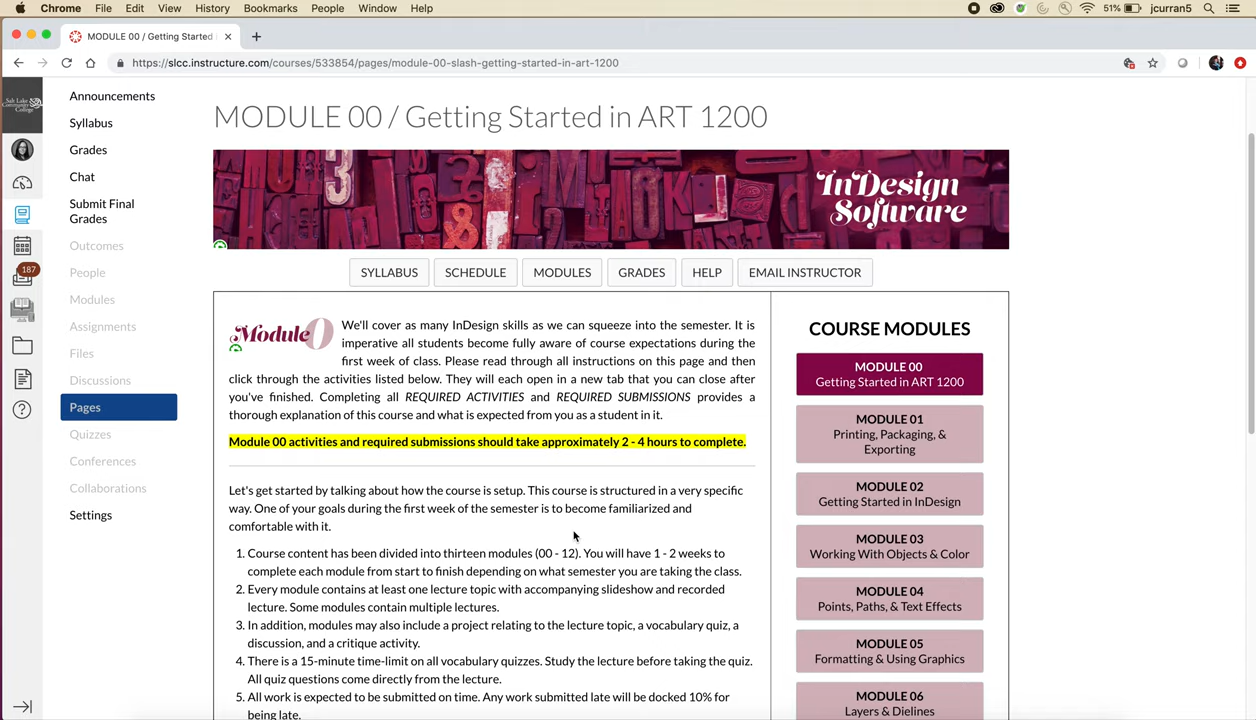 Chrome File Edit View History Bookmarks People Window Help 51% jcurran5
MODULE 00 / Getting Started
https://slcc.instructure.com/courses/533854/pages/module-00-slash-getting-started-in-art-1200
Salt Lake
Community
College
187
Announcements
Syllabus
Grades
Chat
Submit Final
Grades
Outcomes
People
Modules
Assignments
Files
Discussions
Pages
Quizzes
Conferences
Collaborations
Settings
MODULE 00 / Getting Started in ART 1200
InDesign
Software
SYLLABUS SCHEDULE MODULES GRADES HELP EMAIL INSTRUCTOR
Module 0
We'll cover as many InDesign skills as we can squeeze into the semester. It is
imperative all students become fully aware of course expectations during the
first week of class. Please read through all instructions on this page and then
click through the activities listed below. They will each open in a new tab that you can close after
you've finished. Completing all REQUIRED ACTIVITIES and REQUIRED SUBMISSIONS provides a
thorough explanation of this course and what is expected from you as a student in it.
Module 00 activities and required submissions should take approximately 2 - 4 hours to complete.
Let's get started by talking about how the course is setup. This course is structured in a very specific
way. One of your goals during the first week of the semester is to become familiarized and
comfortable with it.
1. Course content has been divided into thirteen modules (00 - 12). You will have 1 - 2 weeks to
complete each module from start to finish depending on what semester you are taking the class.
2. Every module contains at least one lecture topic with accompanying slideshow and recorded
lecture. Some modules contain multiple lectures.
3. In addition, modules may also include a project relating to the lecture topic, a vocabulary quiz, a
discussion, and a critique activity.
4. There is a 15-minute time-limit on all vocabulary quizzes. Study the lecture before taking the quiz.
All quiz questions come directly from the lecture.
5. All work is expected to be submitted on time. Any work submitted late will be docked 10% for
being late.
COURSE MODULES
MODULE 00
Getting Started in ART 1200
MODULE 01
Printing, Packaging, &
Exporting
MODULE 02
Getting Started in InDesign
MODULE 03
Working With Objects & Color
MODULE 04
Points, Paths, & Text Effects
MODULE 05
Formatting & Using Graphics
MODULE 06
Layers & Dielines